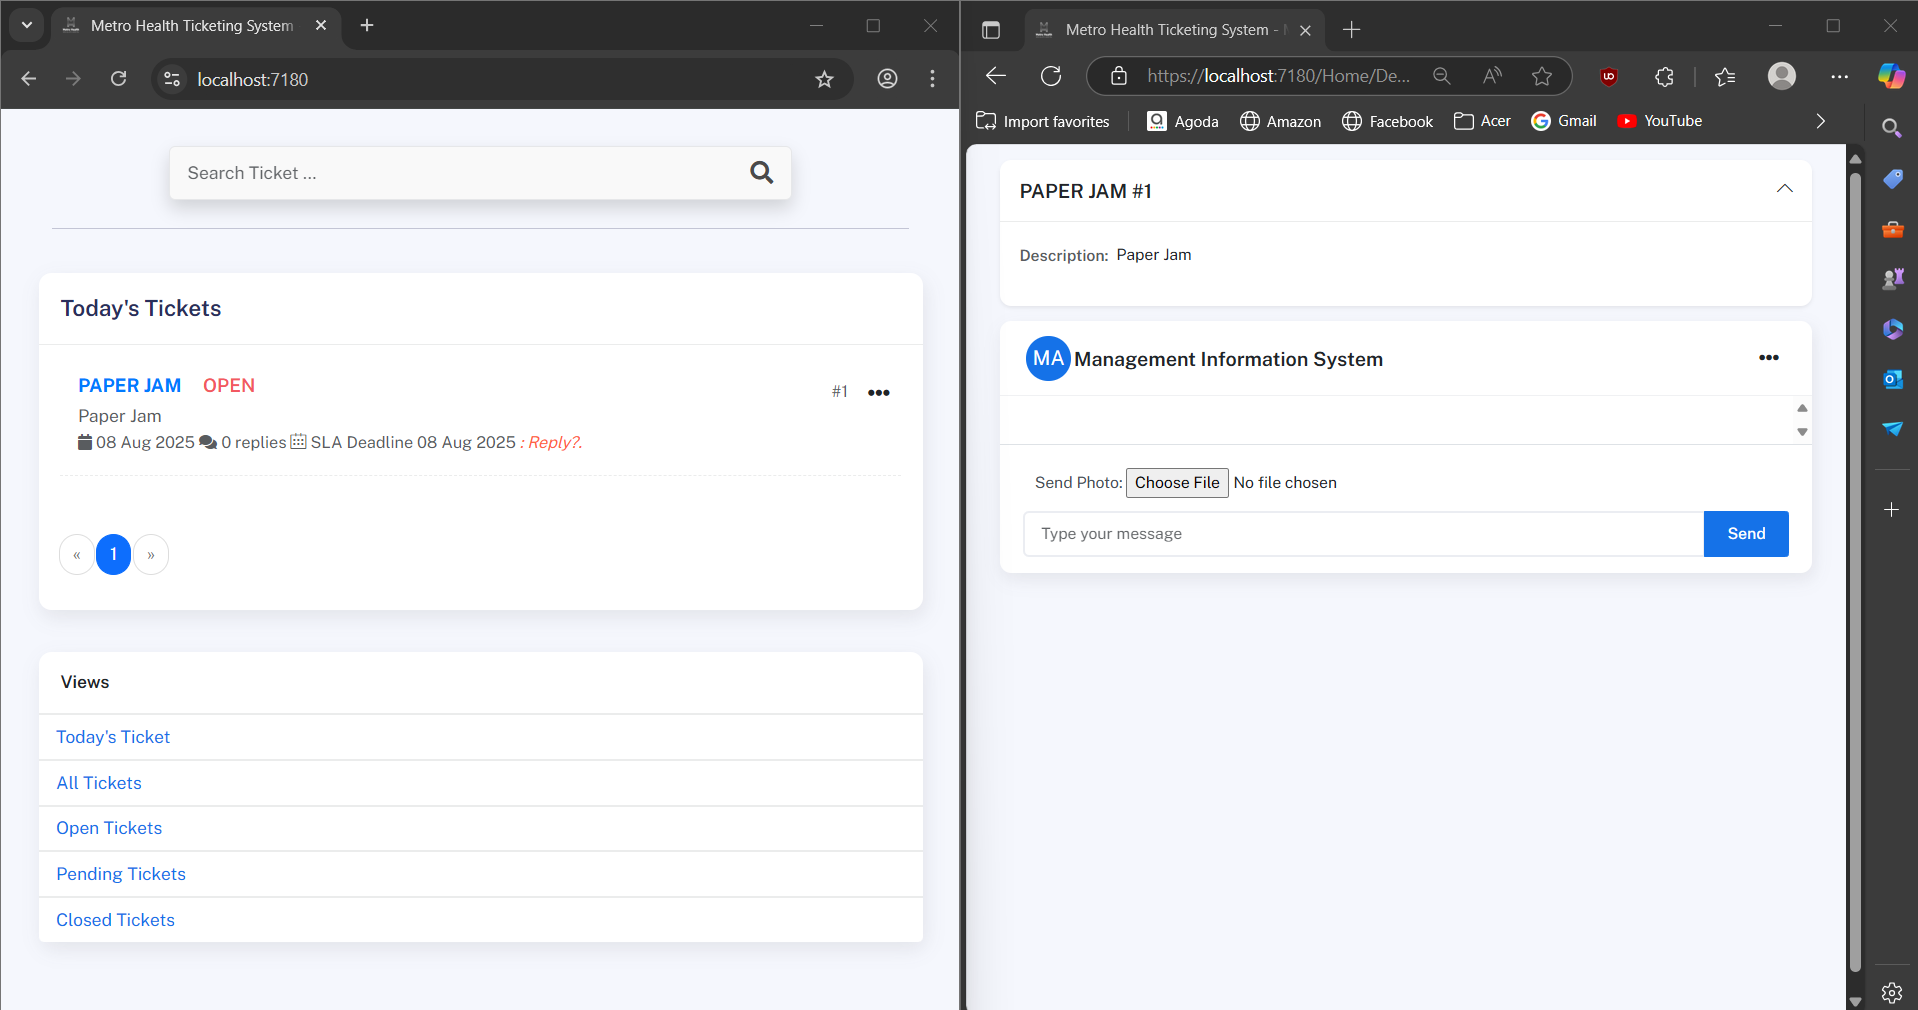 Metro Health Ticketing System
localhost:7180
Search Ticket ...
Today's Tickets
PAPER JAM OPEN
#1
Paper Jam
08 Aug 2025 0 replies SLA Deadline 08 Aug 2025 : Reply?.
« 1 »
Views
Today's Ticket
All Tickets
Open Tickets
Pending Tickets
Closed Tickets
Metro Health Ticketing System -
https://localhost:7180/Home/De...
Import favorites Agoda Amazon Facebook Acer Gmail YouTube
PAPER JAM #1
Description: Paper Jam
MA Management Information System
Send Photo: Choose File No file chosen
Type your message Send